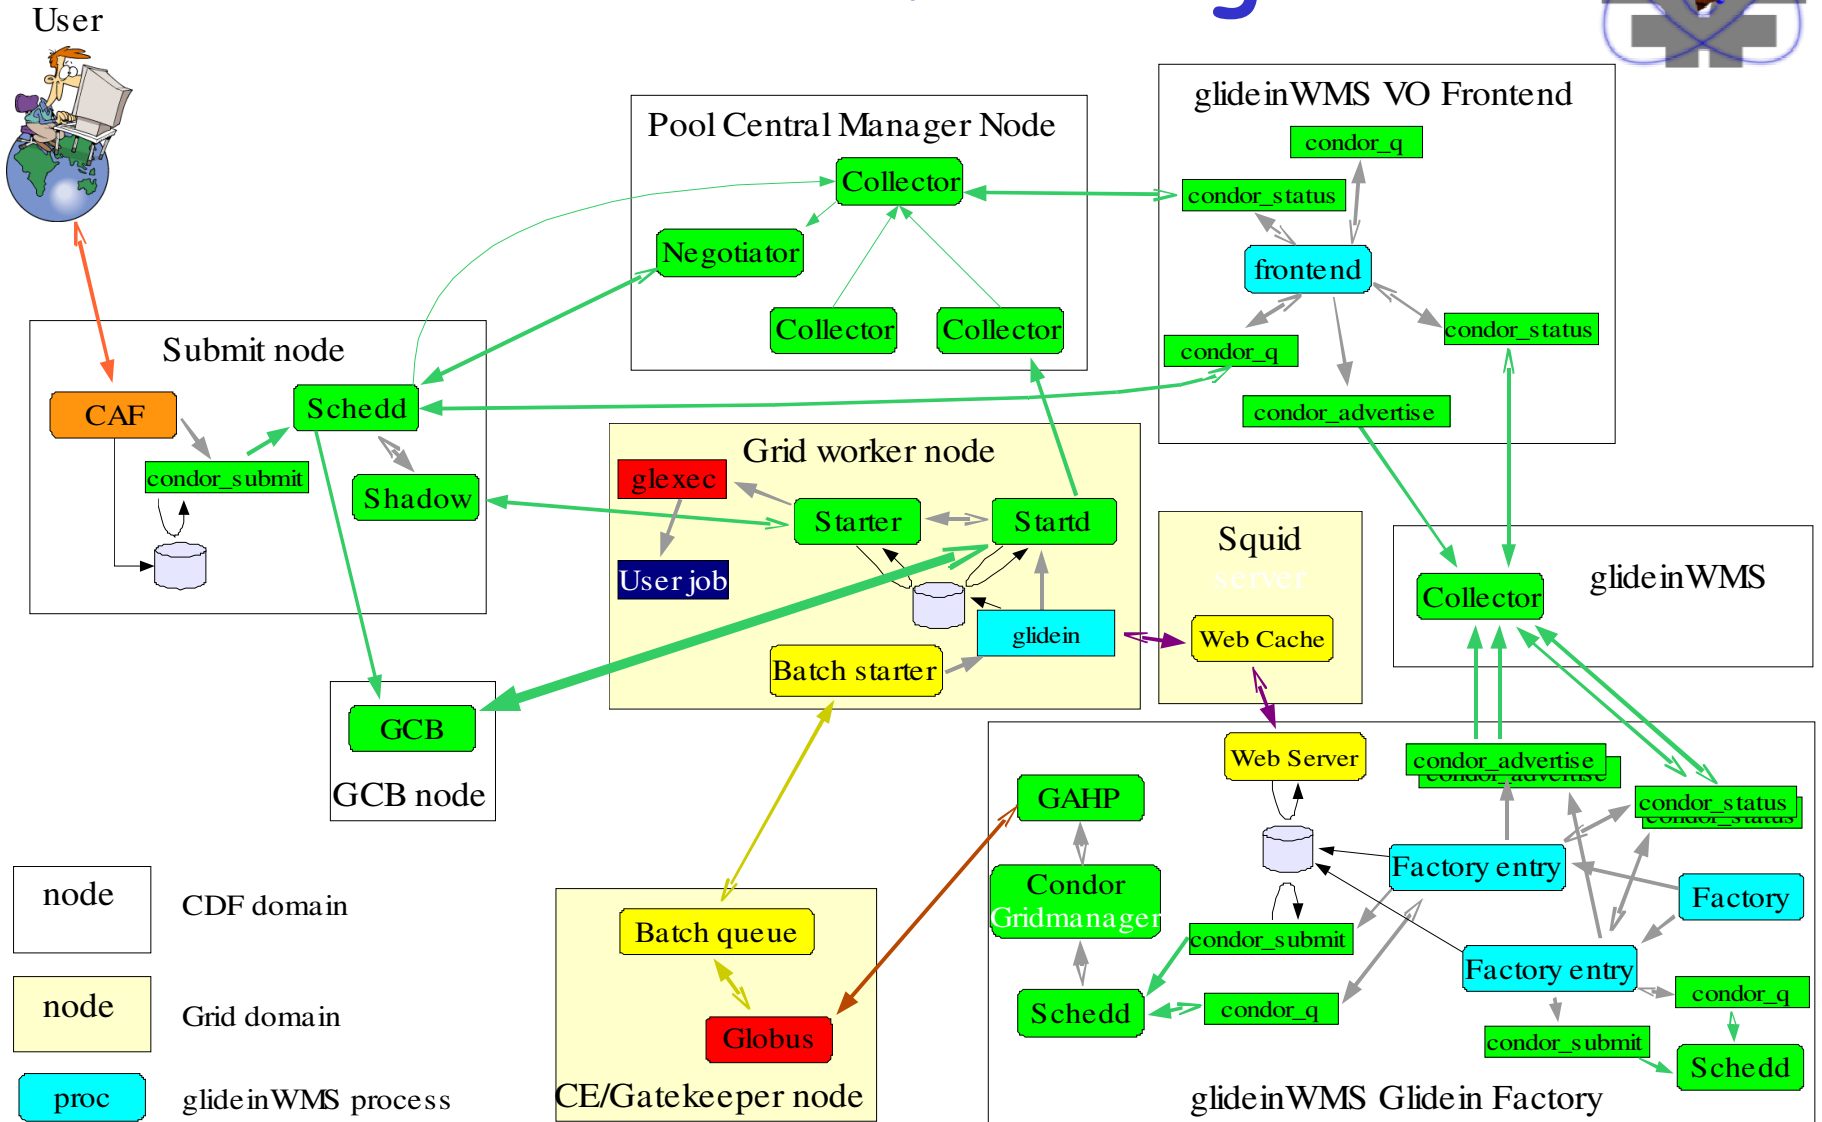 User
glideinWMS VO Frontend
Pool Central Manager Node
condor_q
Collector
condor_status
Negotiator
frontend
Collector
Collector
condor_status
condor_q
Submit node
CAF
Schedd
condor_advertise
condor_submit
Shadow
Grid worker node
glexec
Starter
Startd
User job
glidein
Batch starter
Squid
server
Web Cache
glideinWMS
Collector
GCB
GCB node
Web Server
condor_advertise
condor_advertise
condor_status
condor_status
GAHP
Condor
Gridmanager
Factory entry
Factory
condor_submit
Factory entry
Schedd
condor_q
condor_q
condor_submit
Schedd
glideinWMS Glidein Factory
Batch queue
Globus
CE/Gatekeeper node
node
CDF domain
node
Grid domain
proc
glideinWMS process